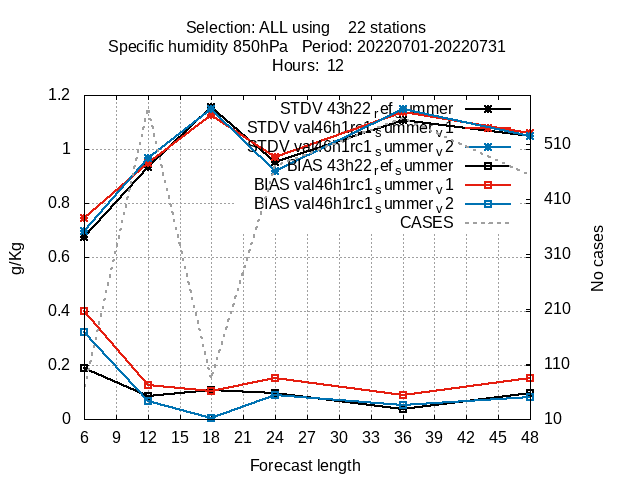 Selection: ALL using 22 stations
Specific humidity 850hPa Period: 20220701-20220731
Hours: 12
1.2
1
0.8
0.6
0.4
0.2
0
g/Kg
STDV 43h22_ref_summer
STDV val46h1rc1_summer_v1
STDV val46h1rc1_summer_v2
BIAS 43h22_ref_summer
BIAS val46h1rc1_summer_v1
BIAS val46h1rc1_summer_v2
CASES
510
410
310
210
110
10
No cases
6 9 12 15 18 21 24 27 30 33 36 39 42 45 48
Forecast length